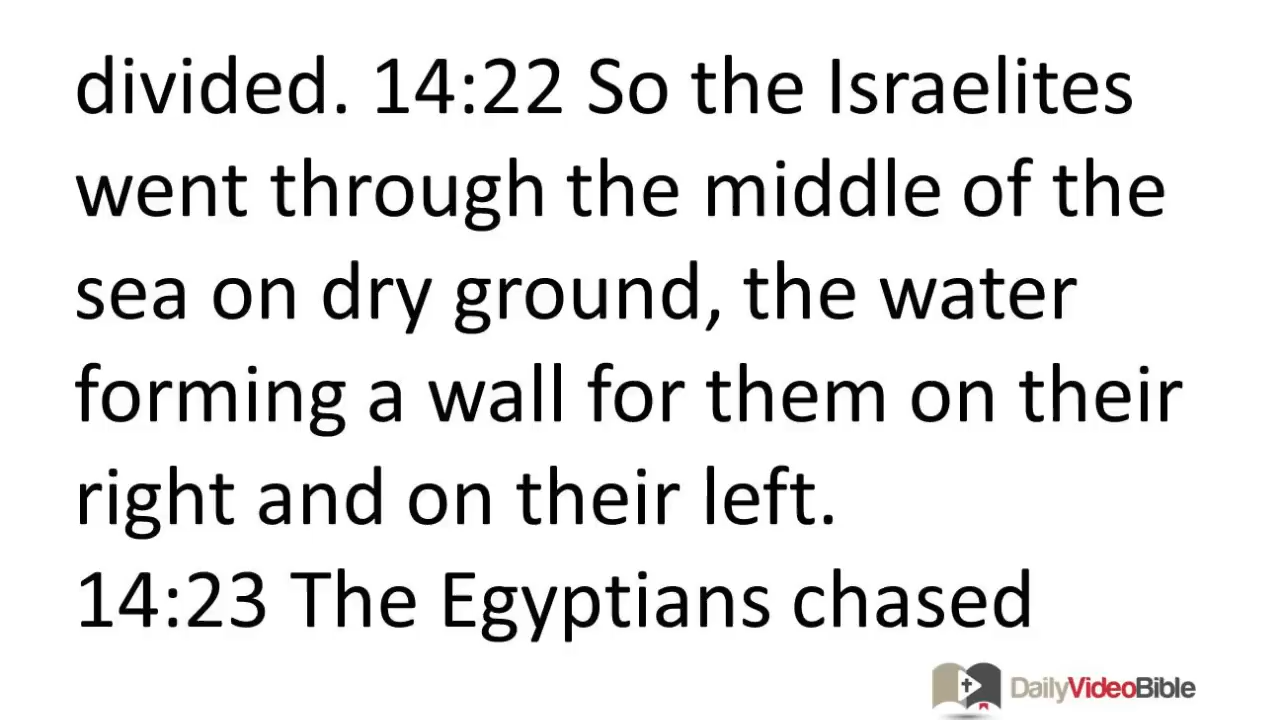 divided. 14:22 So the Israelites
went through the middle of the
sea on dry ground, the water
forming a wall for them on their
right and on their left.
14:23 The Egyptians chased
DailyVideoBible